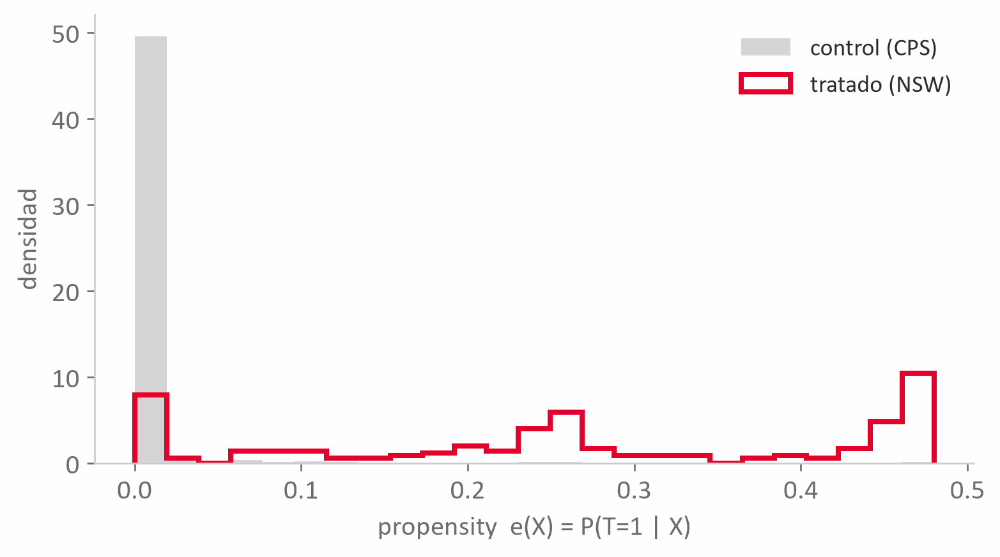 control (CPS)
tratado (NSW)
densidad
50
40
30
20
10
0
0.0 0.1 0.2 0.3 0.4 0.5
propensity e(X) = P(T=1 | X)